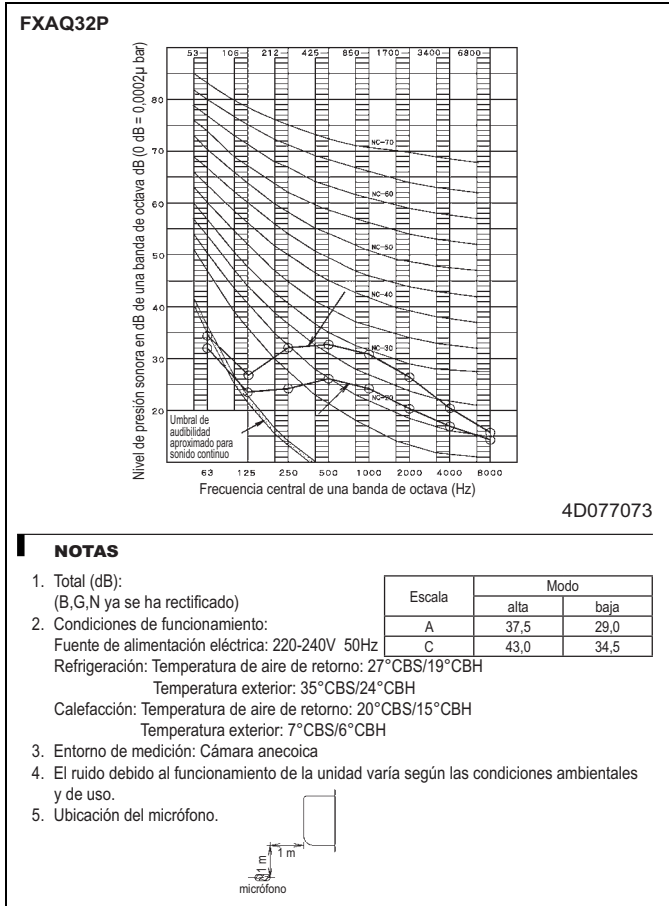 FXAQ32P
Nivel de presión sonora en dB de una banda de octava dB (0 dB = 0,0002µ bar)
53 106 212 425 850 1700 3400 6800
80
70
60
50
40
30
20
NC-70
NC-60
NC-50
NC-40
NC-30
NC-20
Umbral de
audibilidad
aproximado para
sonido continuo
63 125 250 500 1000 2000 4000 8000
Frecuencia central de una banda de octava (Hz)
4D077073
NOTAS
1. Total (dB):
(B,G,N ya se ha rectificado)
Escala Modo
alta baja
A 37,5 29,0
C 43,0 34,5
2. Condiciones de funcionamiento:
Fuente de alimentación eléctrica: 220-240V 50Hz
Refrigeración: Temperatura de aire de retorno: 27°CBS/19°CBH
Temperatura exterior: 35°CBS/24°CBH
Calefacción: Temperatura de aire de retorno: 20°CBS/15°CBH
Temperatura exterior: 7°CBS/6°CBH
3. Entorno de medición: Cámara anecoica
4. El ruido debido al funcionamiento de la unidad varía según las condiciones ambientales
y de uso.
5. Ubicación del micrófono.
1 m
1 m
micrófono